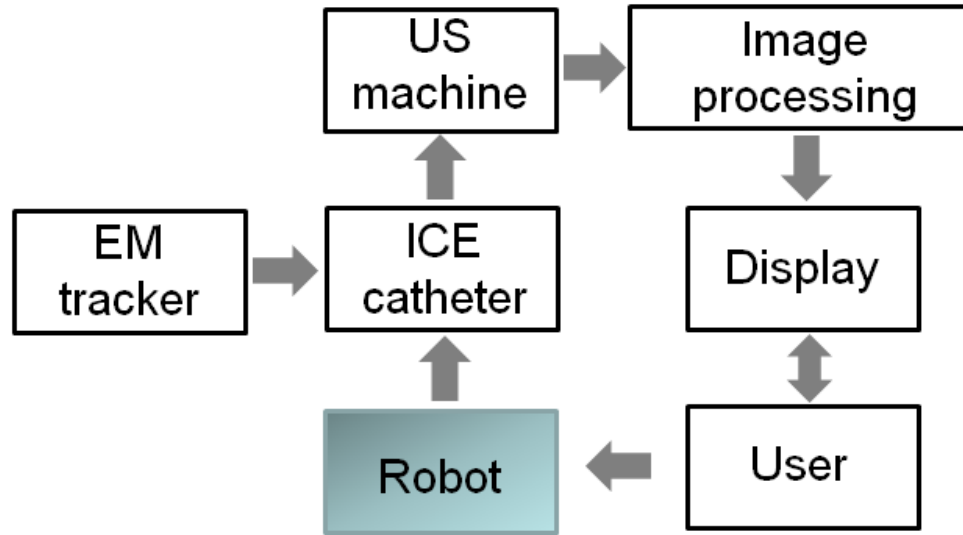 US
machine
Image
processing
EM
tracker
ICE
catheter
Display
Robot
User